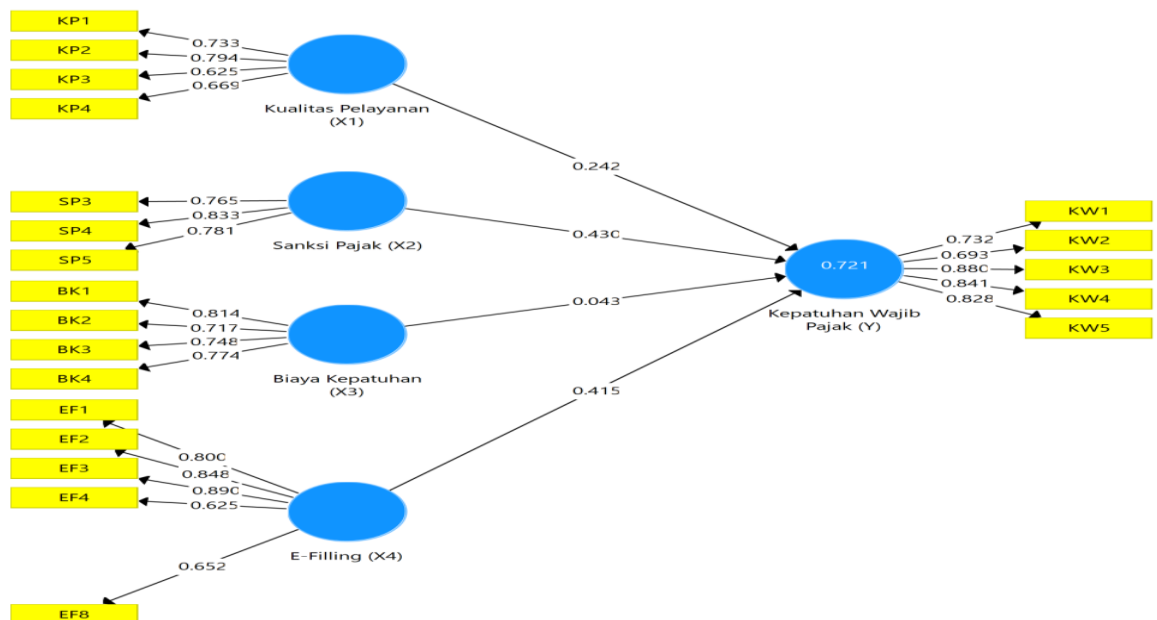 KP1
KP2
KP3
KP4
0.733
0.794
0.625
0.669
Kualitas Pelayanan
(X1)
0.242
SP3
SP4
SP5
0.765
0.833
0.781
Sanksi Pajak (X2)
0.430
BK1
BK2
BK3
BK4
0.814
0.717
0.748
0.774
Biaya Kepatuhan
(X3)
0.043
EF1
EF2
EF3
EF4
EF8
0.800
0.848
0.890
0.625
0.652
E-Filling (X4)
0.415
0.721
Kepatuhan Wajib
Pajak (Y)
0.732
0.693
0.880
0.841
0.828
KW1
KW2
KW3
KW4
KW5